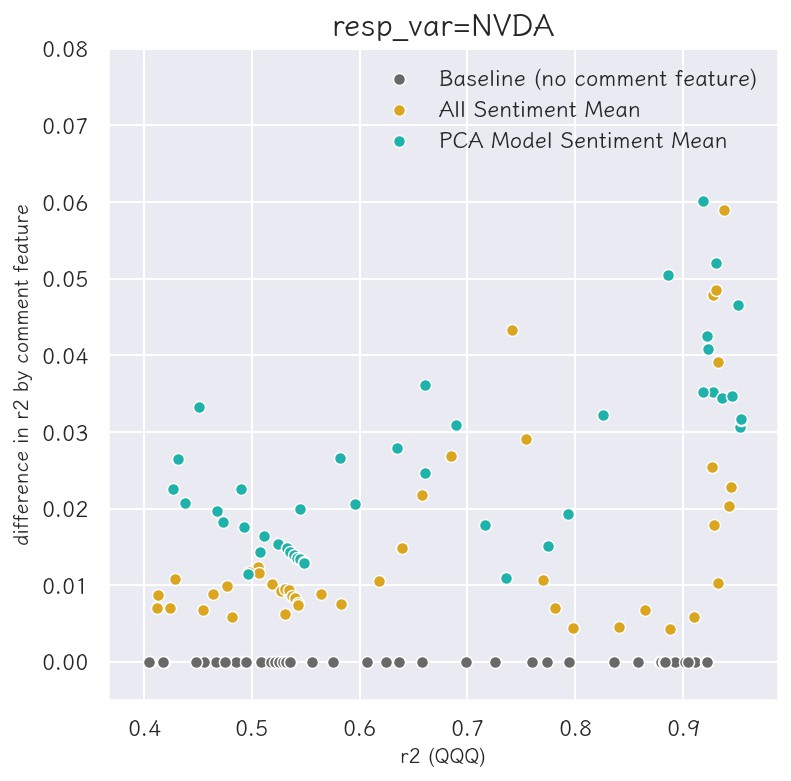 resp_var=NVDA
Baseline (no comment feature)
All Sentiment Mean
PCA Model Sentiment Mean
difference in r2 by comment feature
0.08
0.07
0.06
0.05
0.04
0.03
0.02
0.01
0.00
0.4 0.5 0.6 0.7 0.8 0.9
r2 (QQQ)